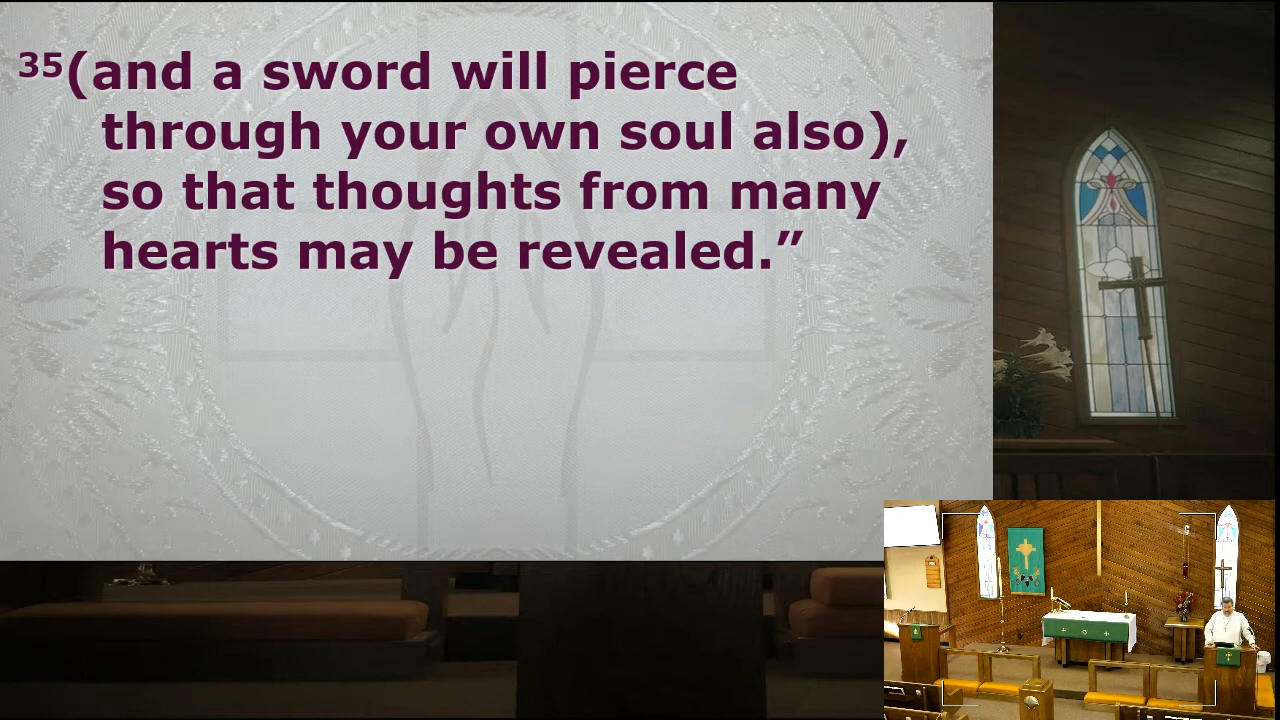 35(and a sword will pierce
through your own soul also),
so that thoughts from many
hearts may be revealed.”